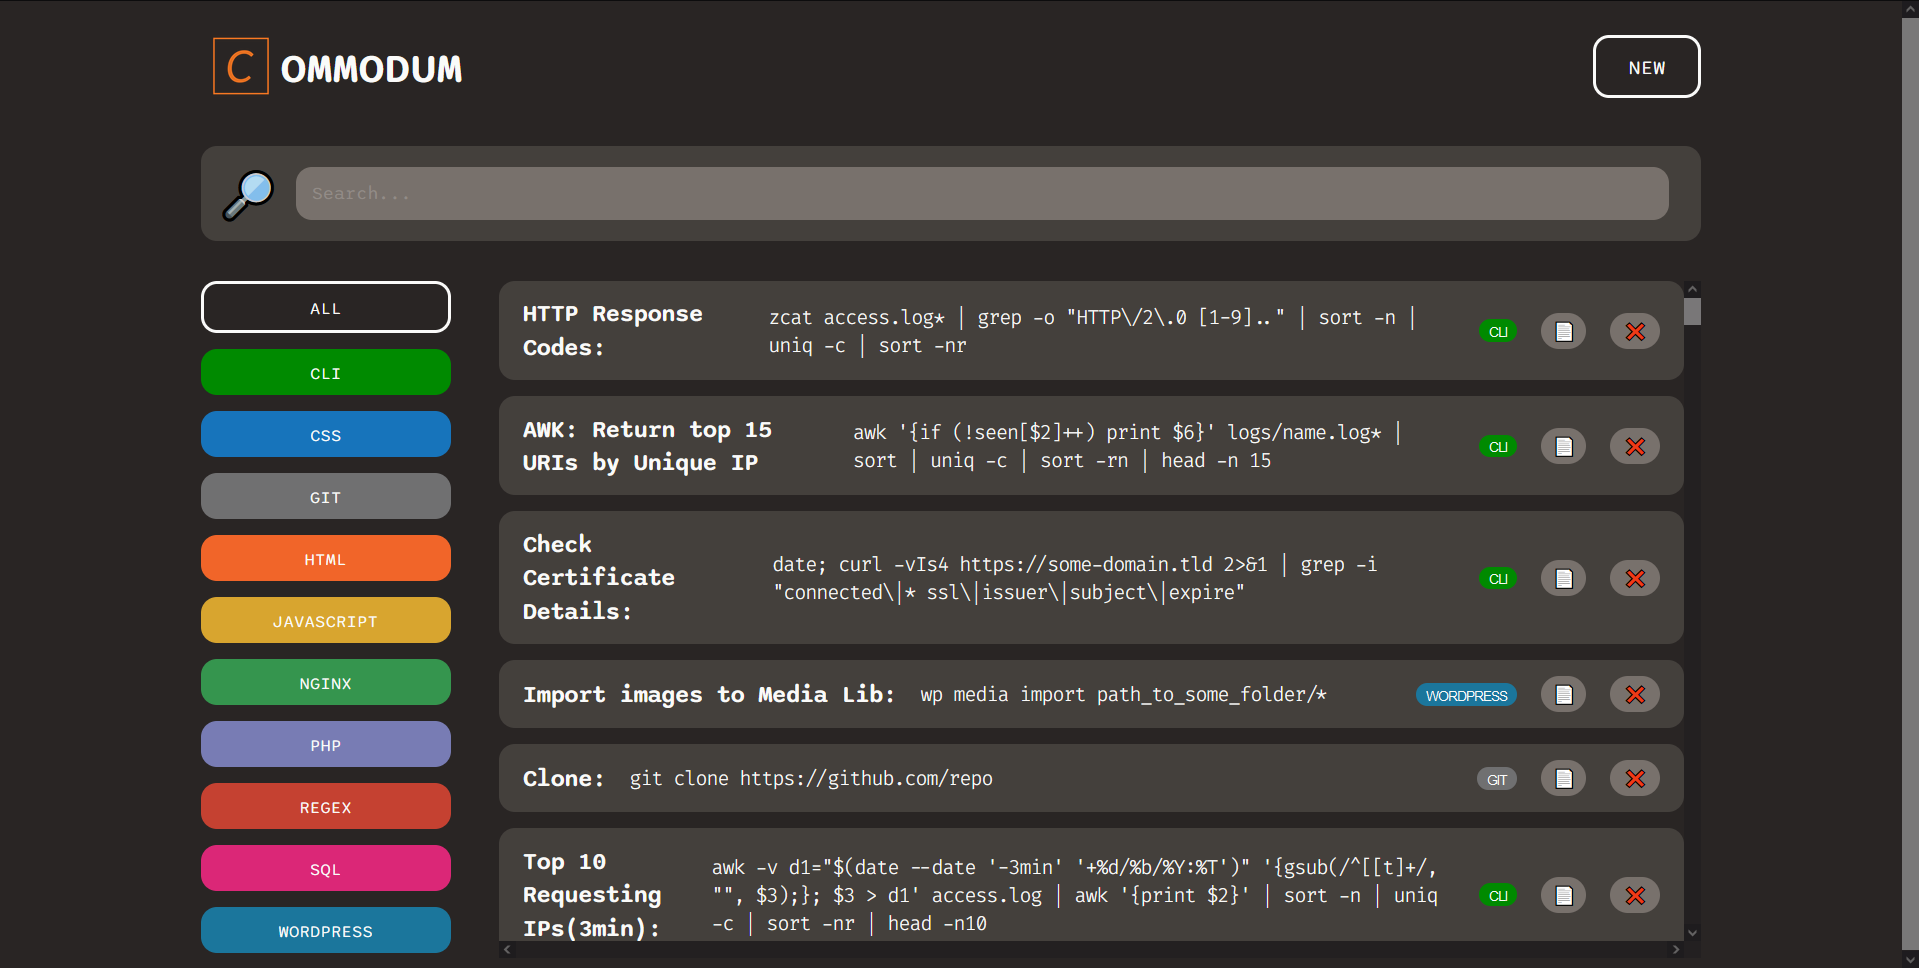 COMMODUM
NEW
Search...
ALL
CLI
CSS
GIT
HTML
JAVASCRIPT
NGINX
PHP
REGEX
SQL
WORDPRESS
HTTP Response
Codes:
zcat access.log* | grep -o "HTTP\/2\.0 [1-9].." | sort -n |
uniq -c | sort -nr
CLI
AWK: Return top 15
URIs by Unique IP
awk '{if (!seen[$2]++) print $6}' logs/name.log* |
sort | uniq -c | sort -rn | head -n 15
CLI
Check
Certificate
Details:
date; curl -vIs4 https://some-domain.tld 2>&1 | grep -i
"connected\|* ssl\|issuer\|subject\|expire"
CLI
Import images to Media Lib:
wp media import path_to_some_folder/*
WORDPRESS
Clone:
git clone https://github.com/repo
GIT
Top 10
Requesting
IPs(3min):
awk -v d1="$(date --date '-3min' '+%d/%b/%Y:%T')" '{gsub(/^[[t]+/,
"", $3);}; $3 > d1' access.log | awk '{print $2}' | sort -n | uniq
-c | sort -nr | head -n10
CLI